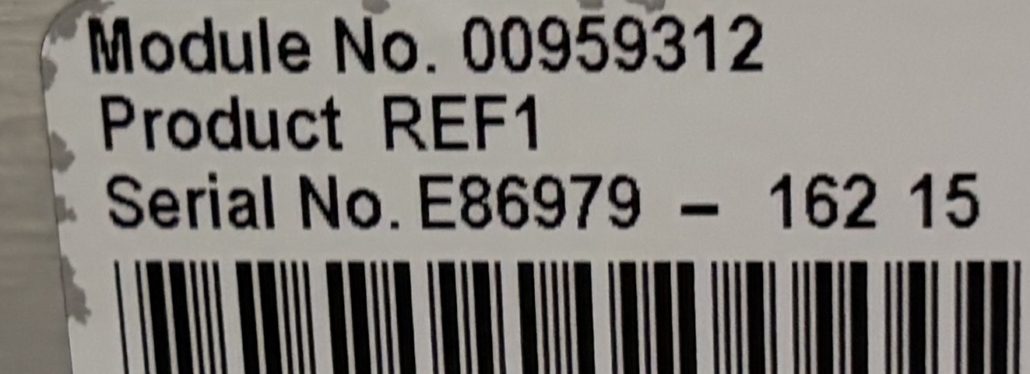 Module No. 00959312
Product REF1
Serial No. E86979 – 162 15